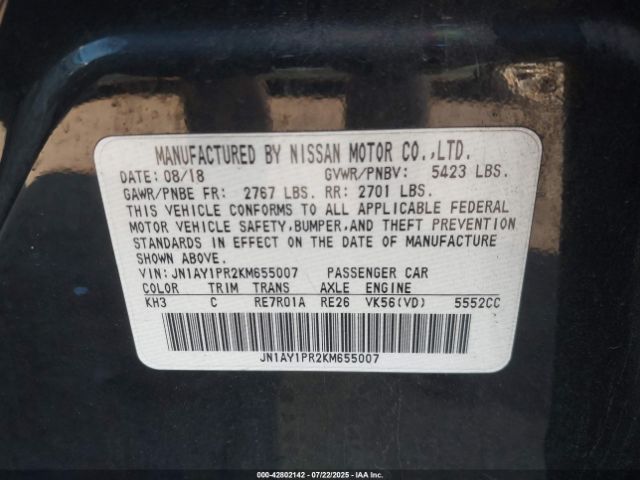 MANUFACTURED BY NISSAN MOTOR CO.,LTD.
DATE: 08/18 GVWR/PNBV: 5423 LBS.
GAWR/PNBE FR: 2767 LBS. RR: 2701 LBS.
THIS VEHICLE CONFORMS TO ALL APPLICABLE FEDERAL
MOTOR VEHICLE SAFETY,BUMPER,AND THEFT PREVENTION
STANDARDS IN EFFECT ON THE DATE OF MANUFACTURE
SHOWN ABOVE.
VIN: JN1AY1PR2KM655007 PASSENGER CAR
COLOR TRIM TRANS AXLE ENGINE
KH3 C RE7R01A RE26 VK56(VD) 5552CC
JN1AY1PR2KM655007
000-42802142 - 07/22/2025 - IAAI.com